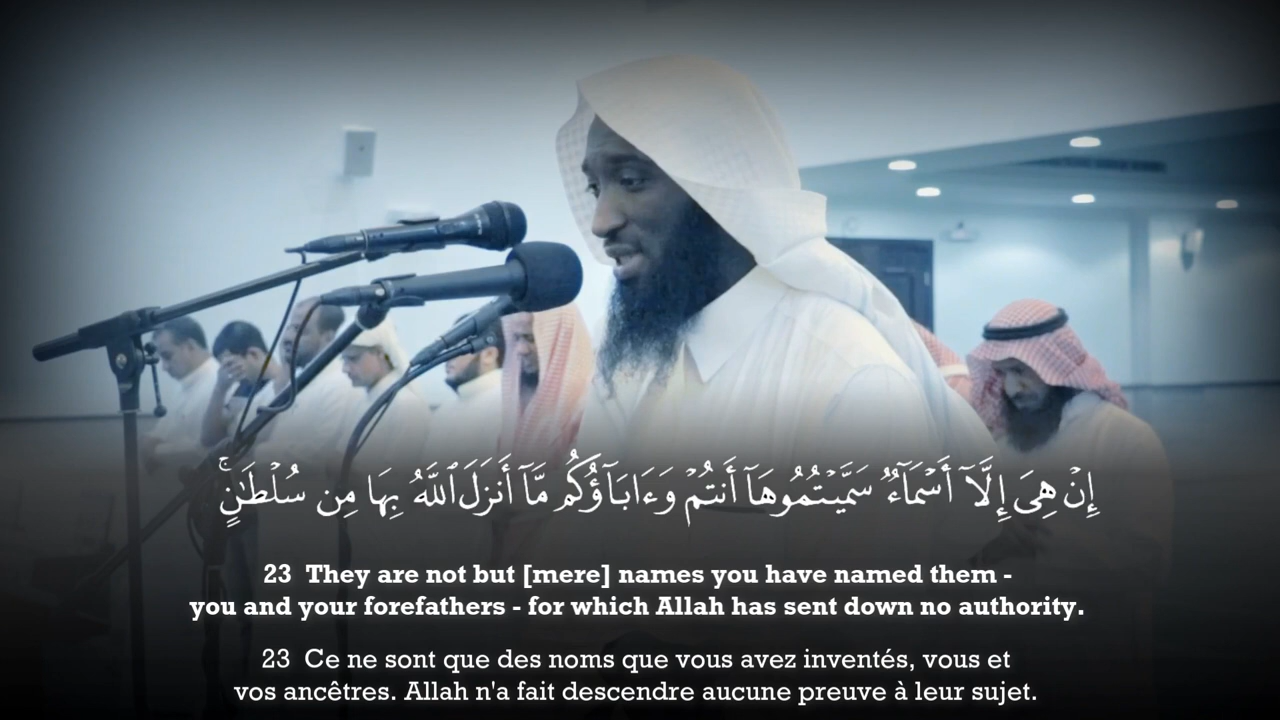 إِنْ هِىَ إِلَّآ أَسْمَآءٌ سَمَّيْتُمُوهَآ أَنتُمْ وَءَابَآؤُكُم مَّآ أَنزَلَ ٱللَّهُ بِهَا مِن سُلْطَٰنٍ ۚ
23 They are not but [mere] names you have named them -
you and your forefathers - for which Allah has sent down no authority.
23 Ce ne sont que des noms que vous avez inventés, vous et
vos ancêtres. Allah n'a fait descendre aucune preuve à leur sujet.